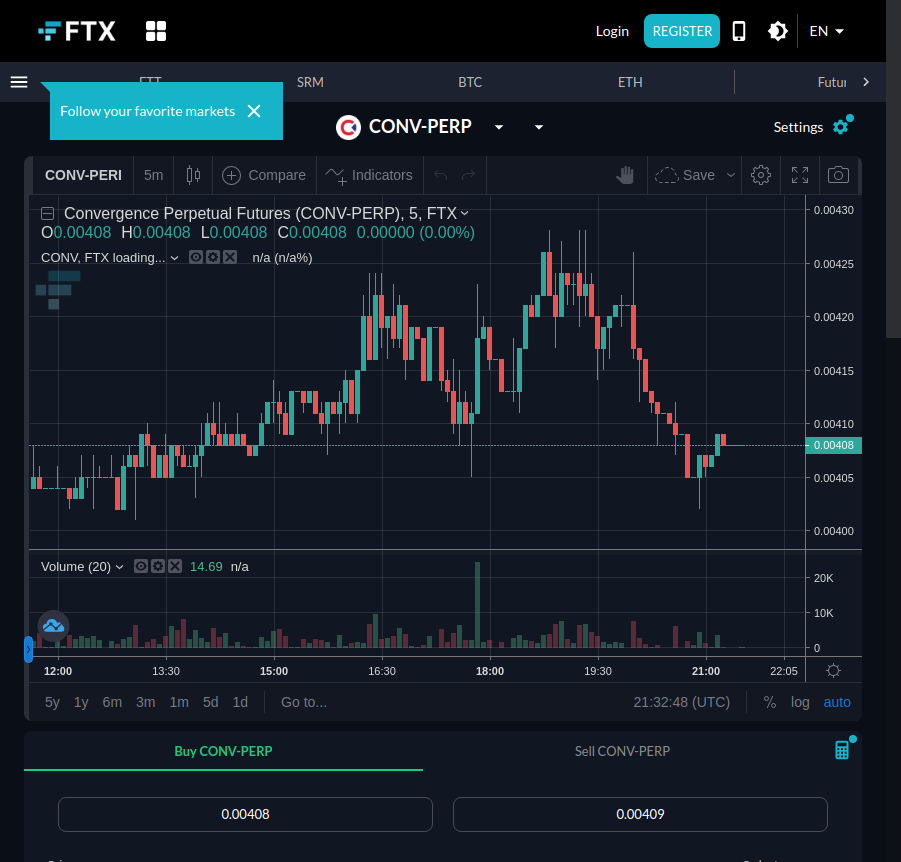 FTX
Login
REGISTER
EN
FTT
SRM
BTC
ETH
Futur
Follow your favorite markets
CONV-PERP
Settings
CONV-PERI
5m
Compare
Indicators
Save
Convergence Perpetual Futures (CONV-PERP), 5, FTX
O0.00408 H0.00408 L0.00408 C0.00408 0.00000 (0.00%)
CONV, FTX loading...
n/a (n/a%)
0.00430
0.00425
0.00420
0.00415
0.00410
0.00408
0.00405
0.00400
Volume (20)
14.69 n/a
20K
10K
0
12:00
13:30
15:00
16:30
18:00
19:30
21:00
22:05
5y
1y
6m
3m
1m
5d
1d
Go to...
21:32:48 (UTC)
%
log
auto
Buy CONV-PERP
Sell CONV-PERP
0.00408
0.00409